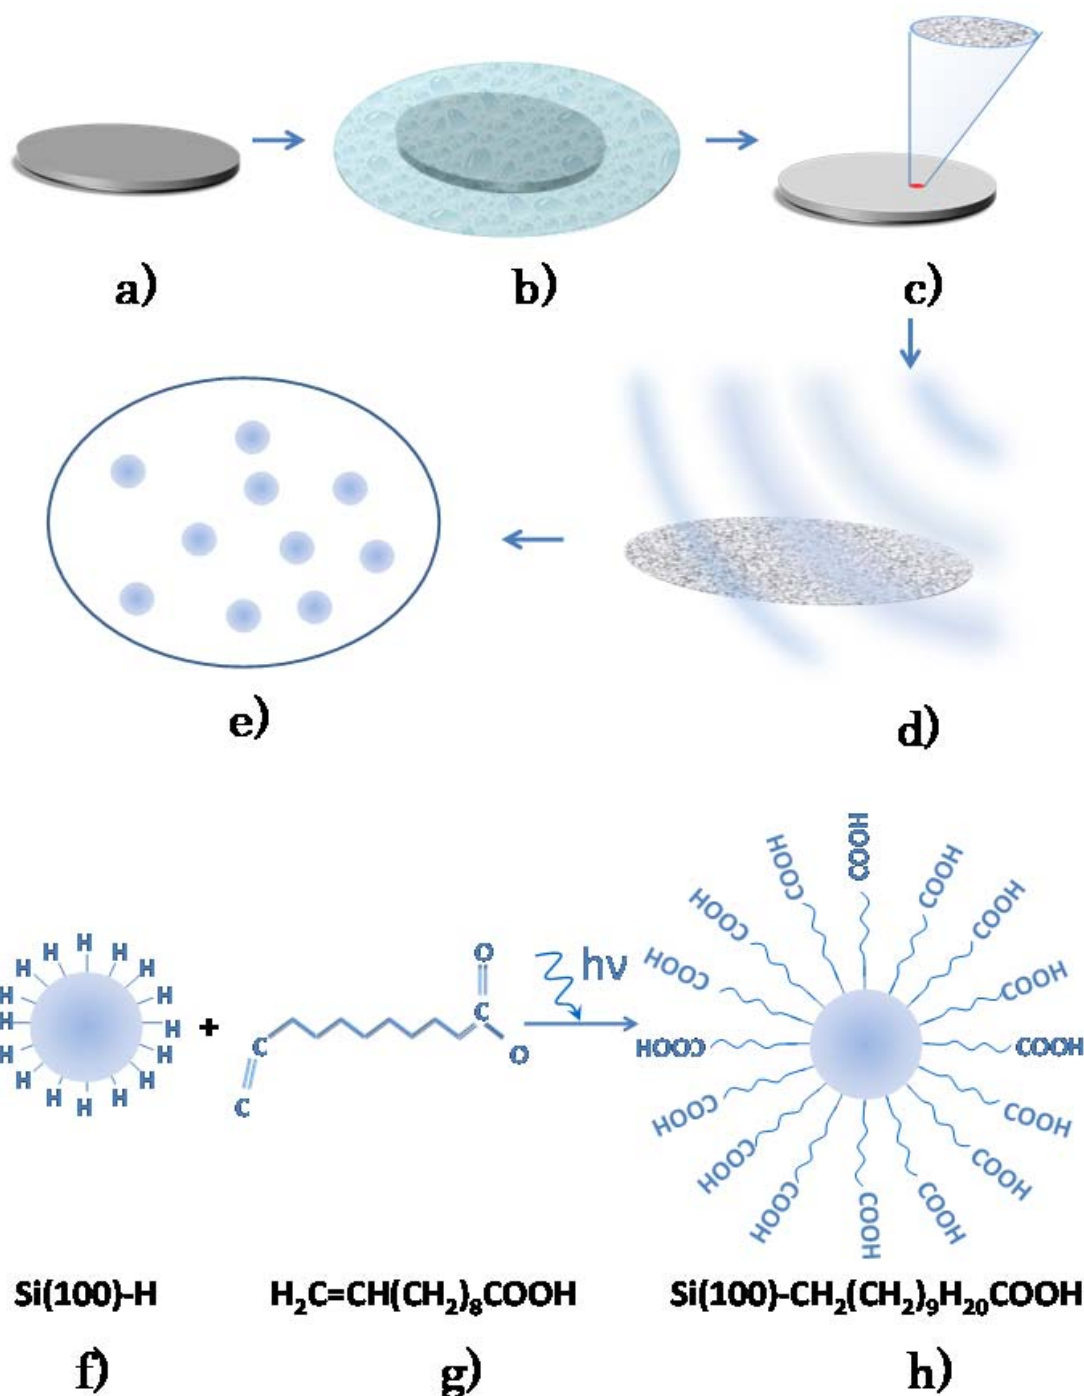 a)
b)
c)
e)
d)
H H H H H H H H H H H H H H H H
+
C
C
O
C
O
hν
COOH COOH COOH COOH COOH COOH COOH COOH COOH COOH COOH COOH COOH COOH COOH COOH
Si(100)-H
H₂C=CH(CH₂)₈COOH
Si(100)-CH₂(CH₂)₉H₂₀COOH
f)
g)
h)